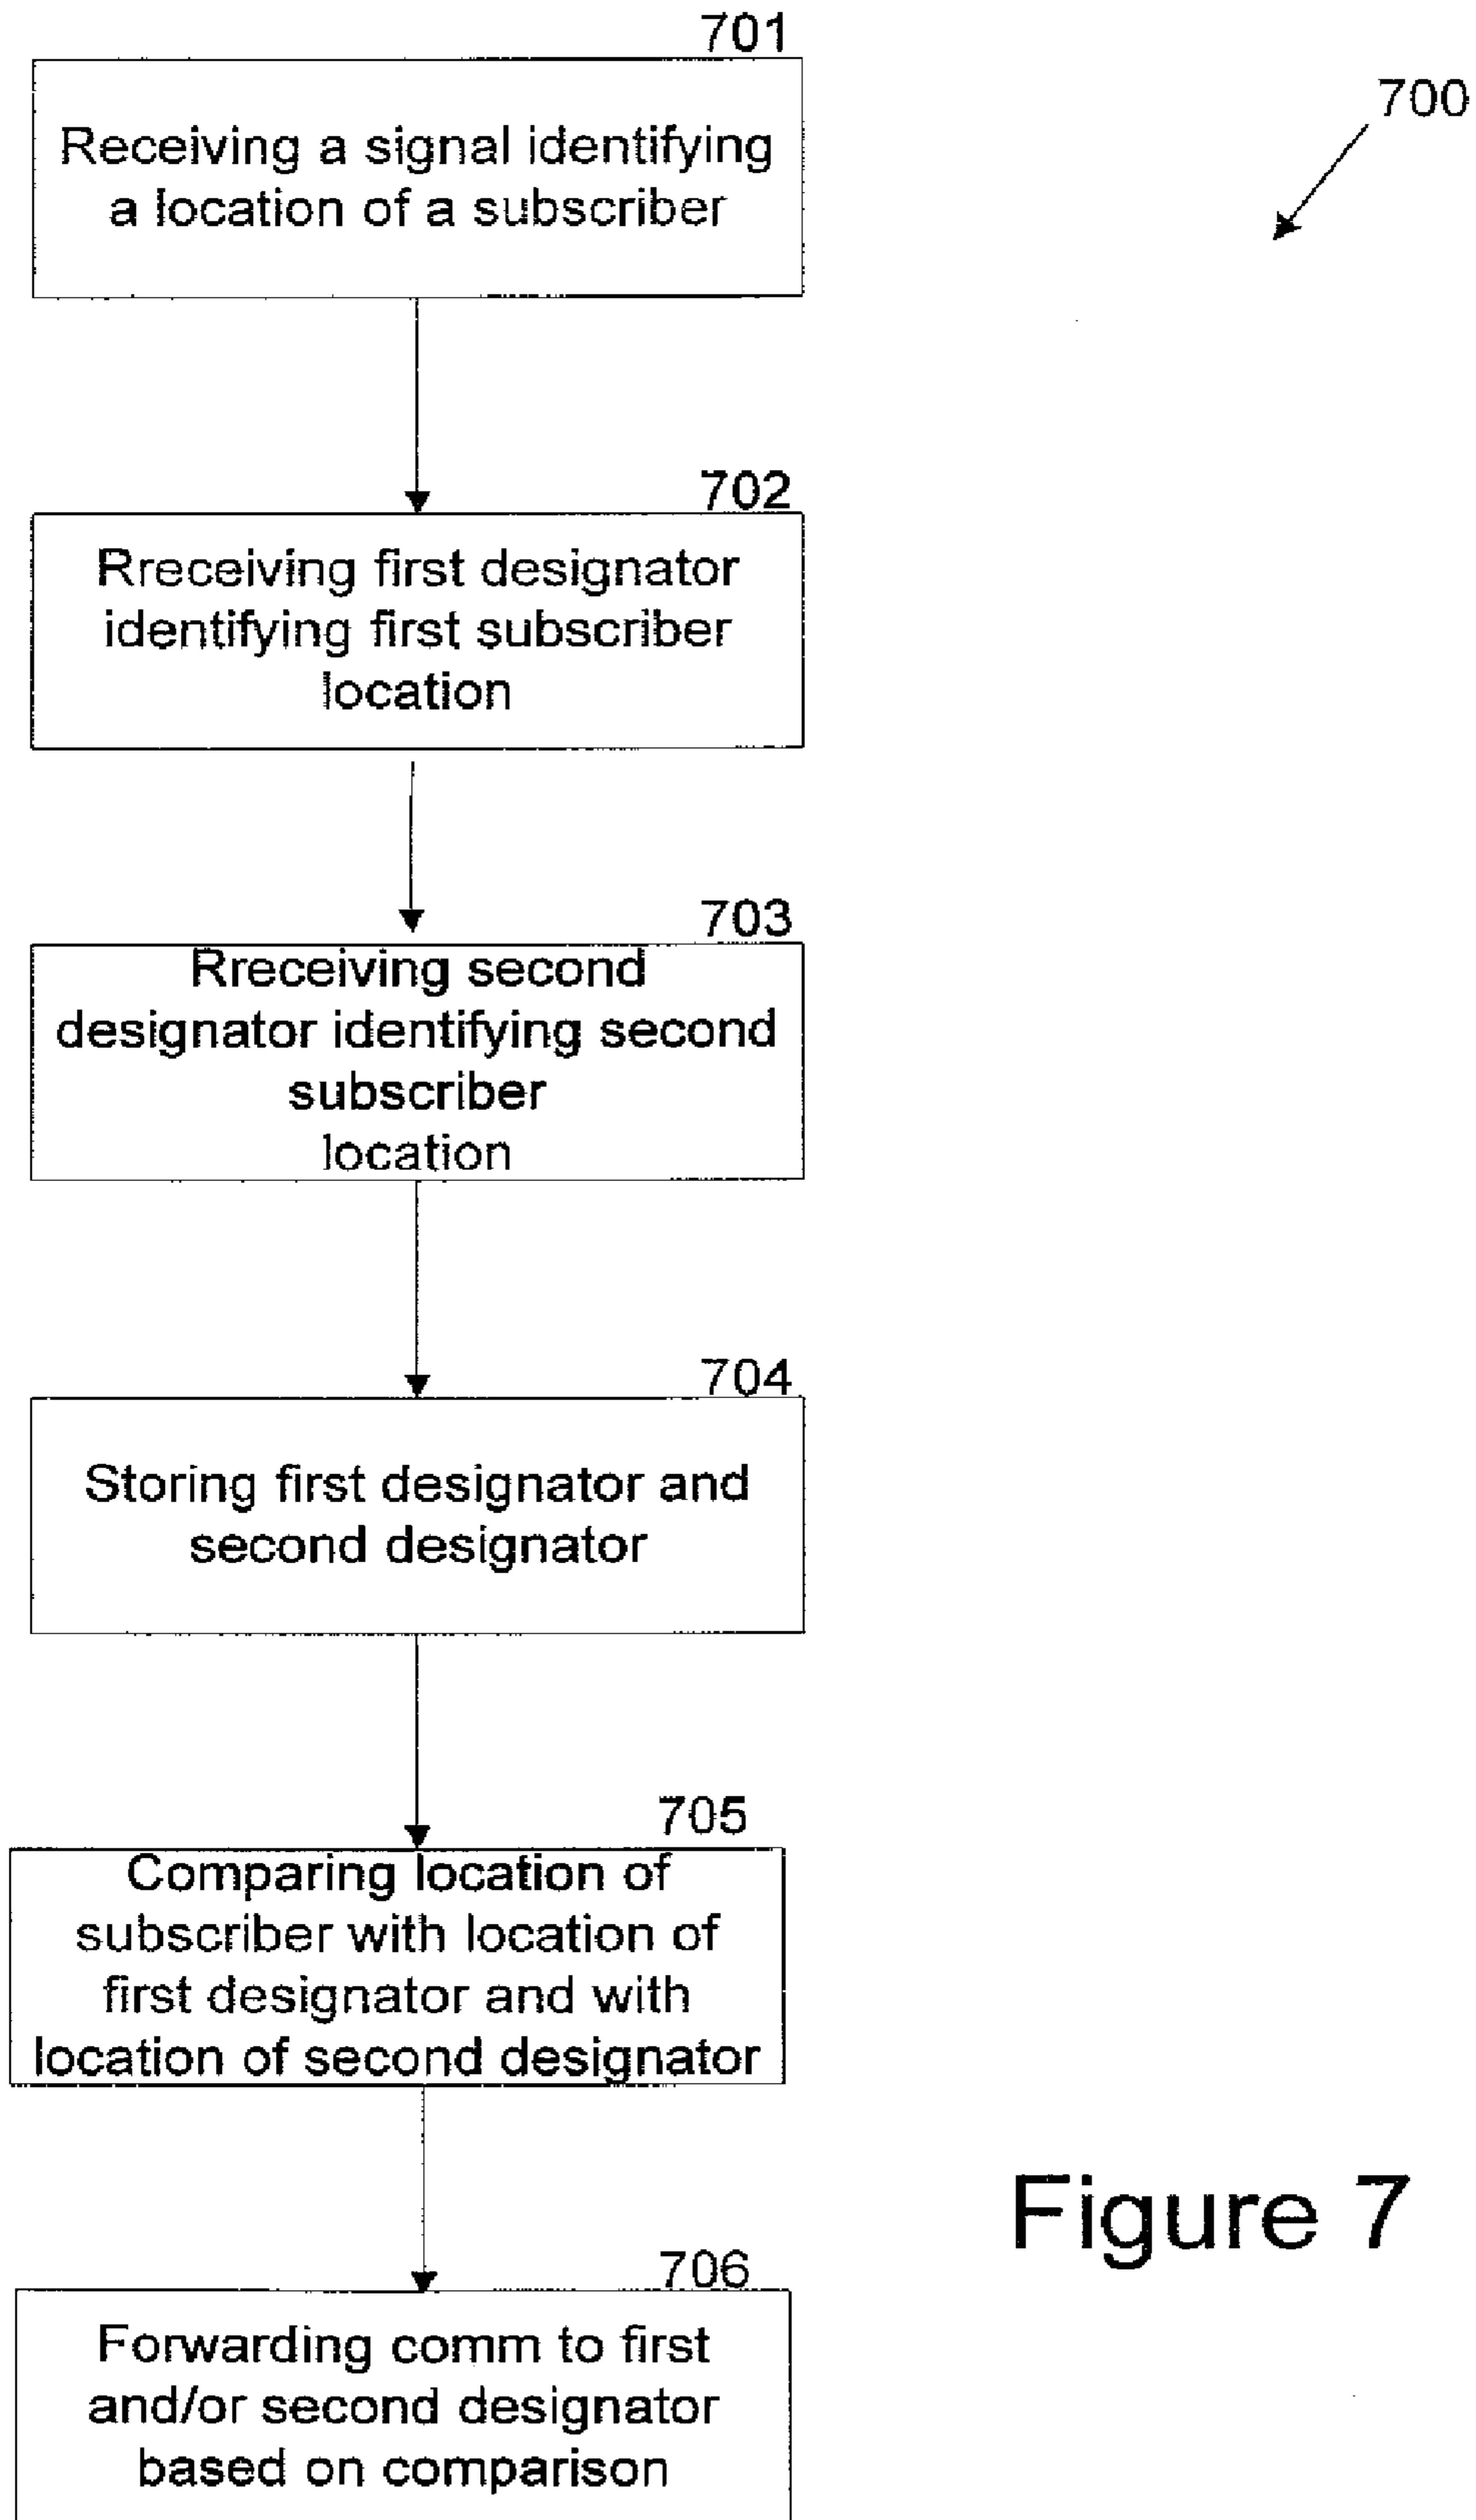 701
700
Receiving a signal identifying
a location of a subscriber
702
Rreceiving first designator
identifying first subscriber
location
703
Rreceiving second
designator identifying second
subscriber
location
704
Storing first designator and
second designator
705
Comparing location of
subscriber with location of
first designator and with
location of second designator
706
Forwarding comm to first
and/or second designator
based on comparison
Figure 7